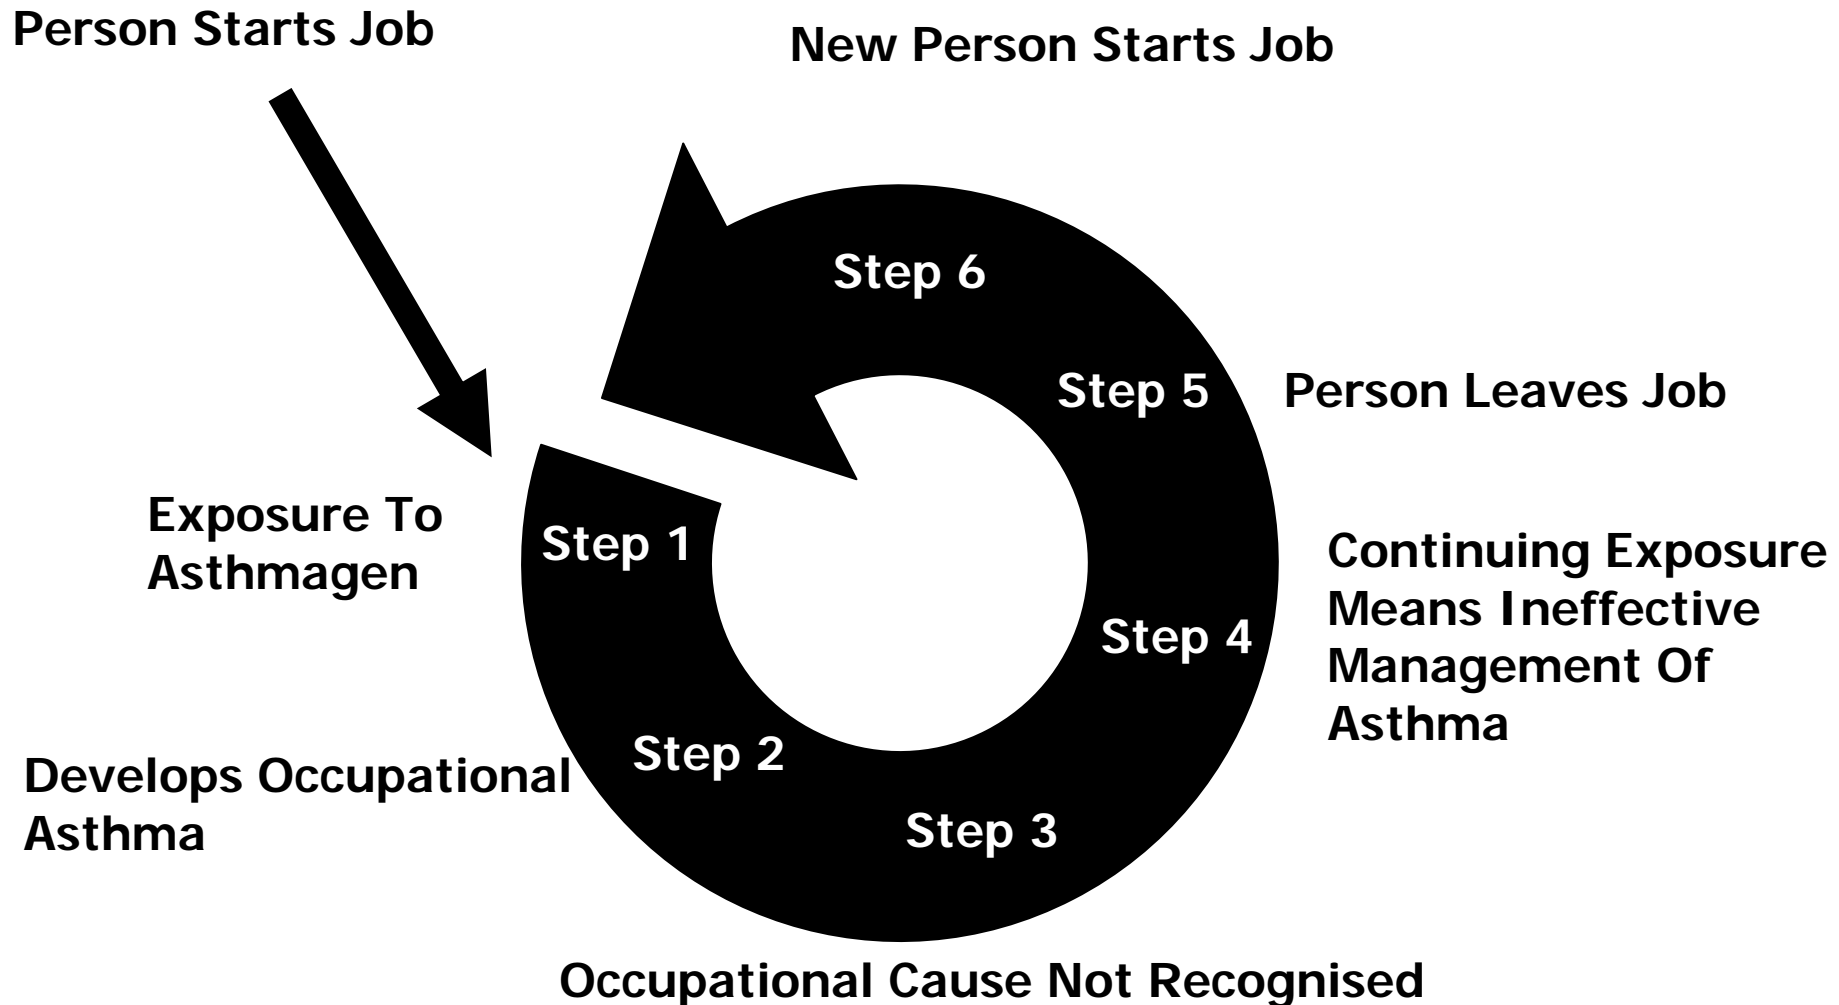 Person Starts Job
New Person Starts Job
Step 6
Step 5
Person Leaves Job
Exposure To
Asthmagen
Step 1
Continuing Exposure
Means Ineffective
Management Of
Asthma
Step 4
Step 2
Develops Occupational
Asthma
Step 3
Occupational Cause Not Recognised